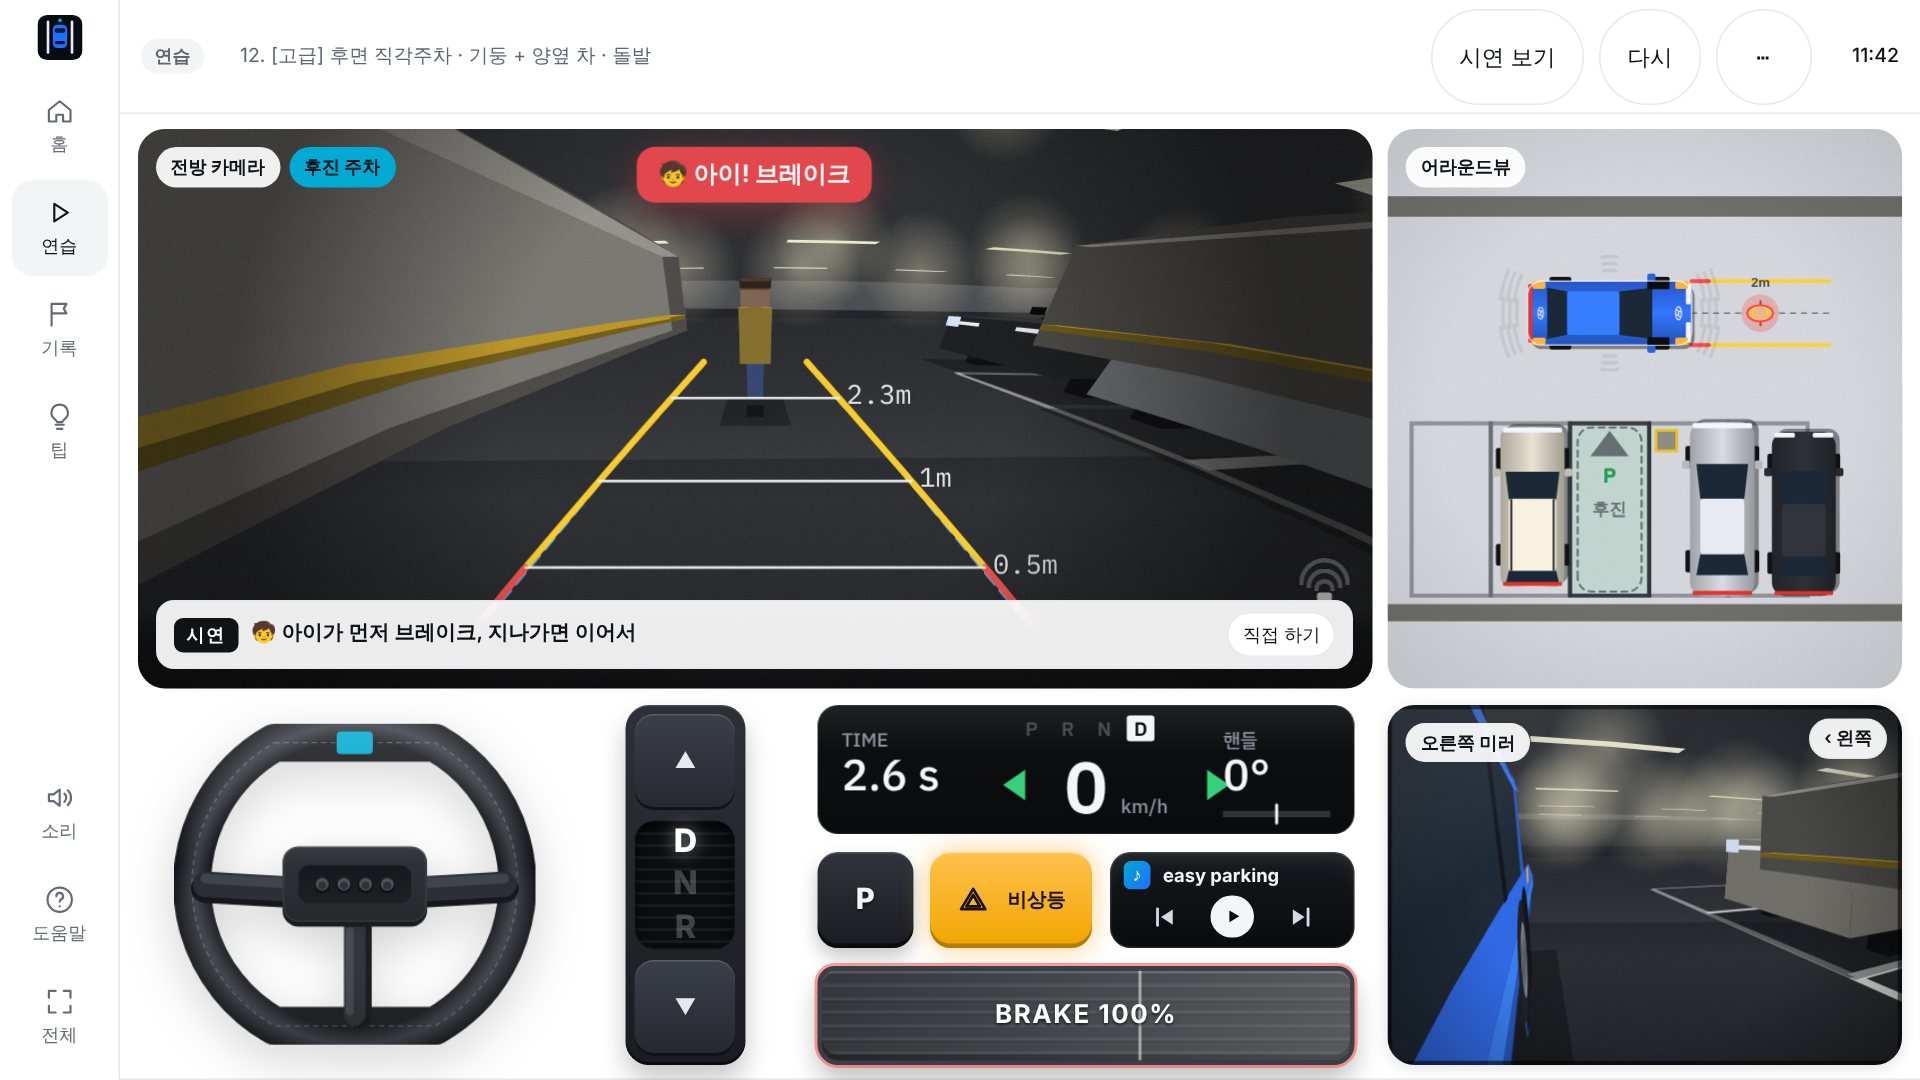 연습
12. [고급] 후면 직각주차 · 기둥 + 양옆 차 · 돌발
시연 보기
다시
···
11:42
홈
연습
기록
팁
소리
도움말
전체
전방 카메라
후진 주차
아이! 브레이크
2.3m
1m
0.5m
시연
아이가 먼저 브레이크, 지나가면 이어서
직접 하기
어라운드뷰
2m
P
후진
D
N
R
TIME
2.6 s
P R N D
0 km/h
핸들
0°
P
비상등
easy parking
BRAKE 100%
오른쪽 미러
‹ 왼쪽